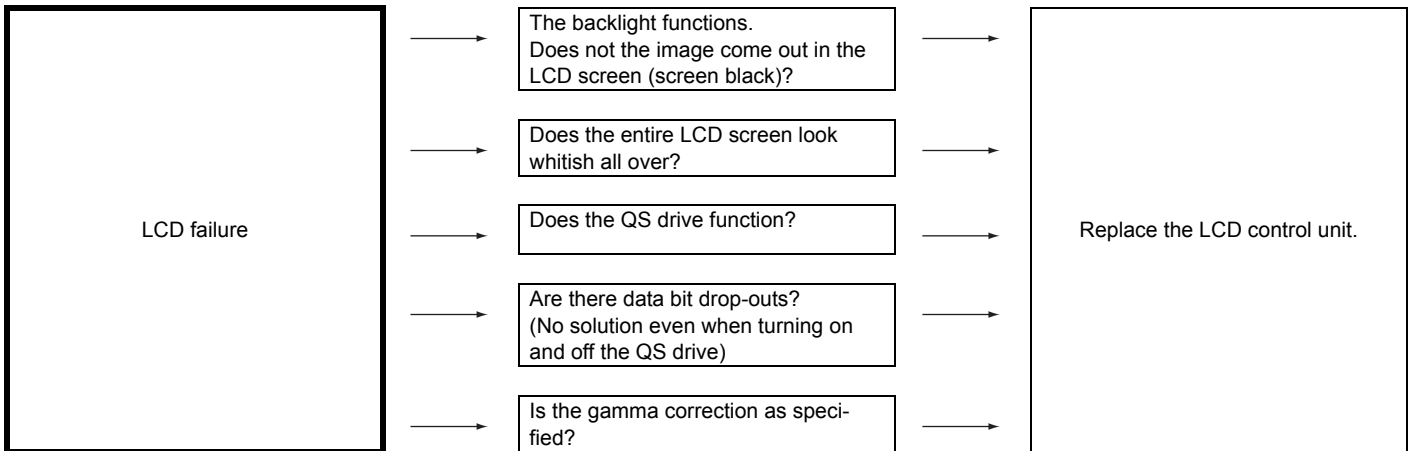 LCD failure
The backlight functions.
Does not the image come out in the
LCD screen (screen black)?
Does the entire LCD screen look
whitish all over?
Does the QS drive function?
Are there data bit drop-outs?
(No solution even when turning on
and off the QS drive)
Is the gamma correction as speci-
fied?
Replace the LCD control unit.